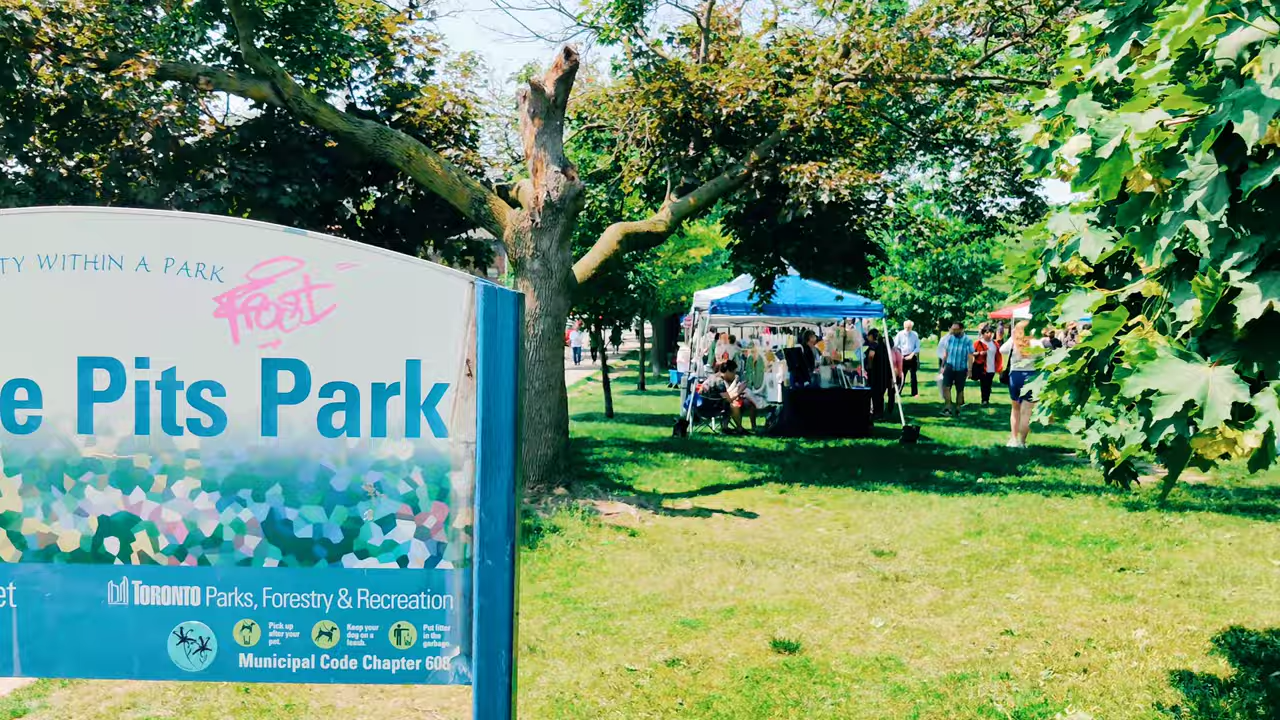 TY WITHIN A PARK
Frost
e Pits Park
et
TORONTO Parks, Forestry & Recreation
Pick up
after your
pet.
Keep your
dog on a
leash.
Put litter
in the
garbage.
Municipal Code Chapter 608